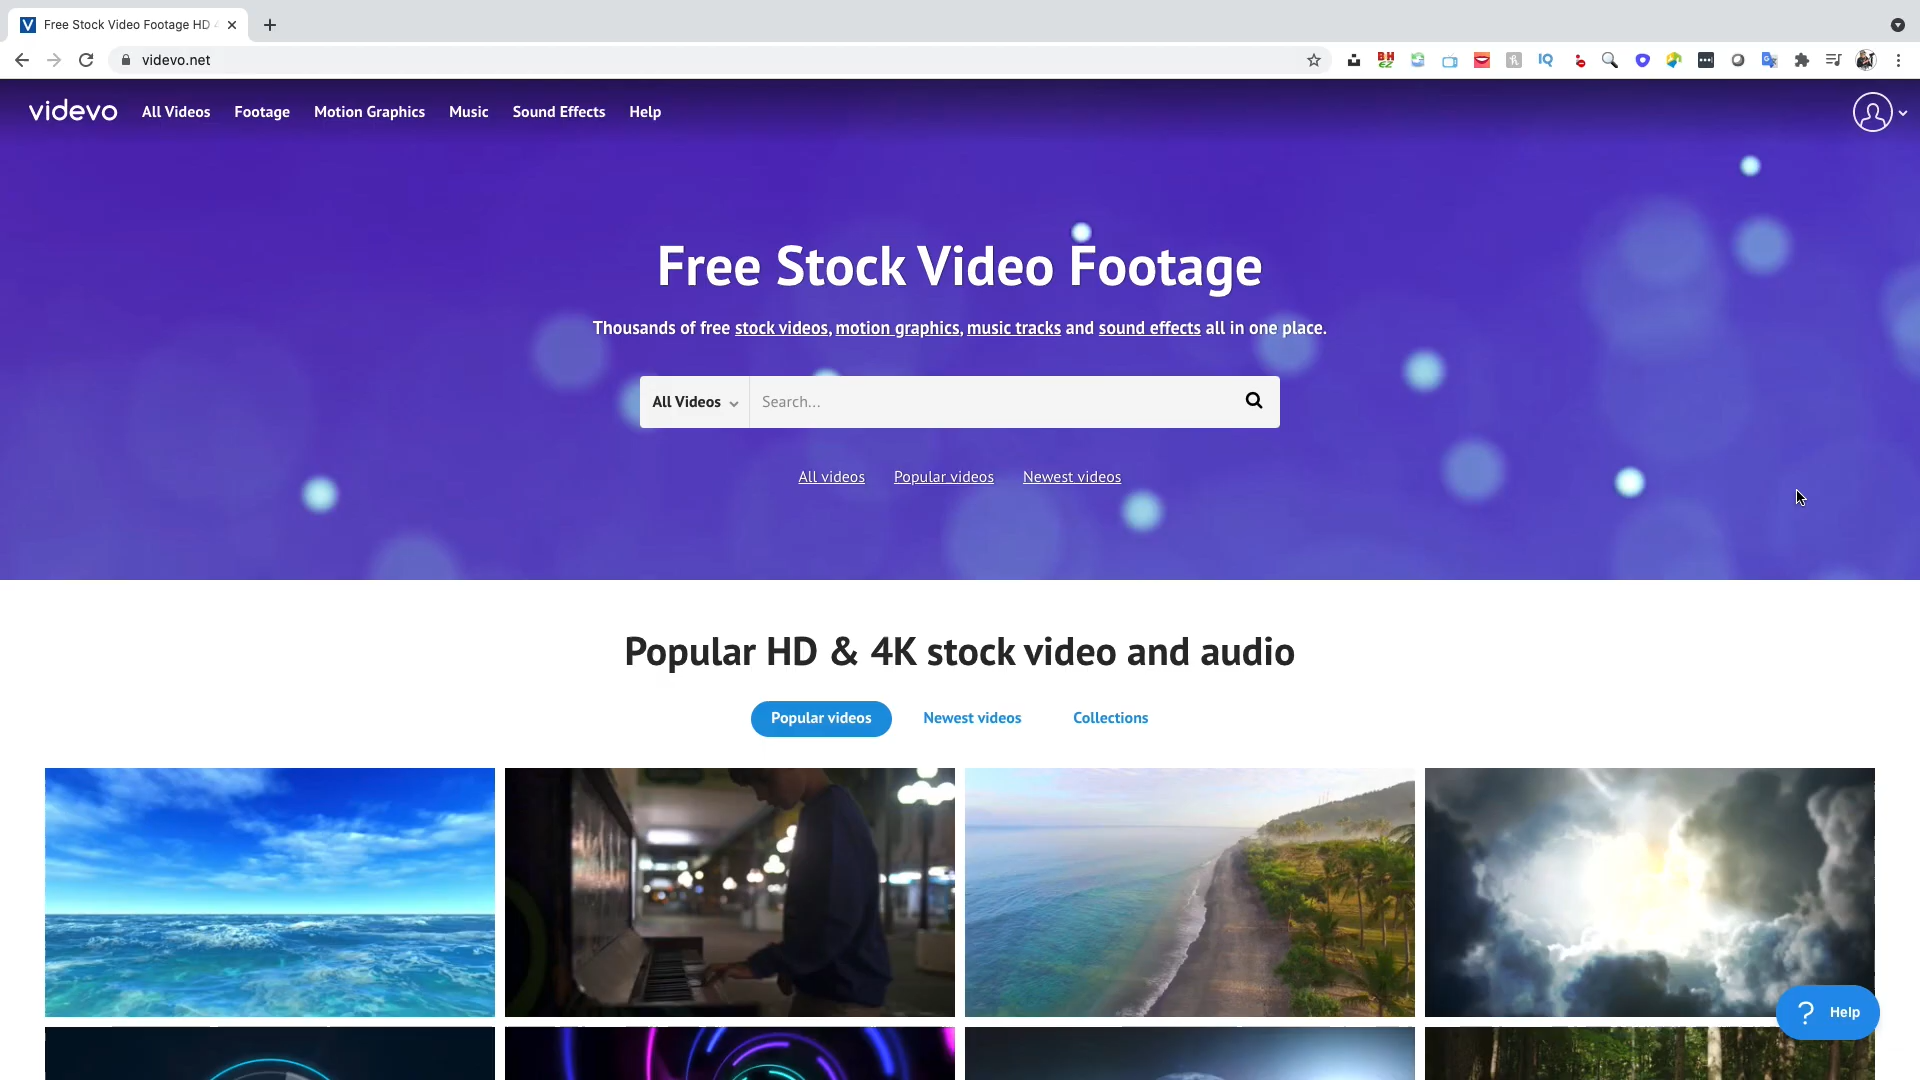 Free Stock Video Footage HD
videvo.net
BH
EZ
IQ
videvo
All Videos
Footage
Motion Graphics
Music
Sound Effects
Help
Free Stock Video Footage
Thousands of free stock videos, motion graphics, music tracks and sound effects all in one place.
All Videos
Search...
All videos
Popular videos
Newest videos
Popular HD & 4K stock video and audio
Popular videos
Newest videos
Collections
? Help